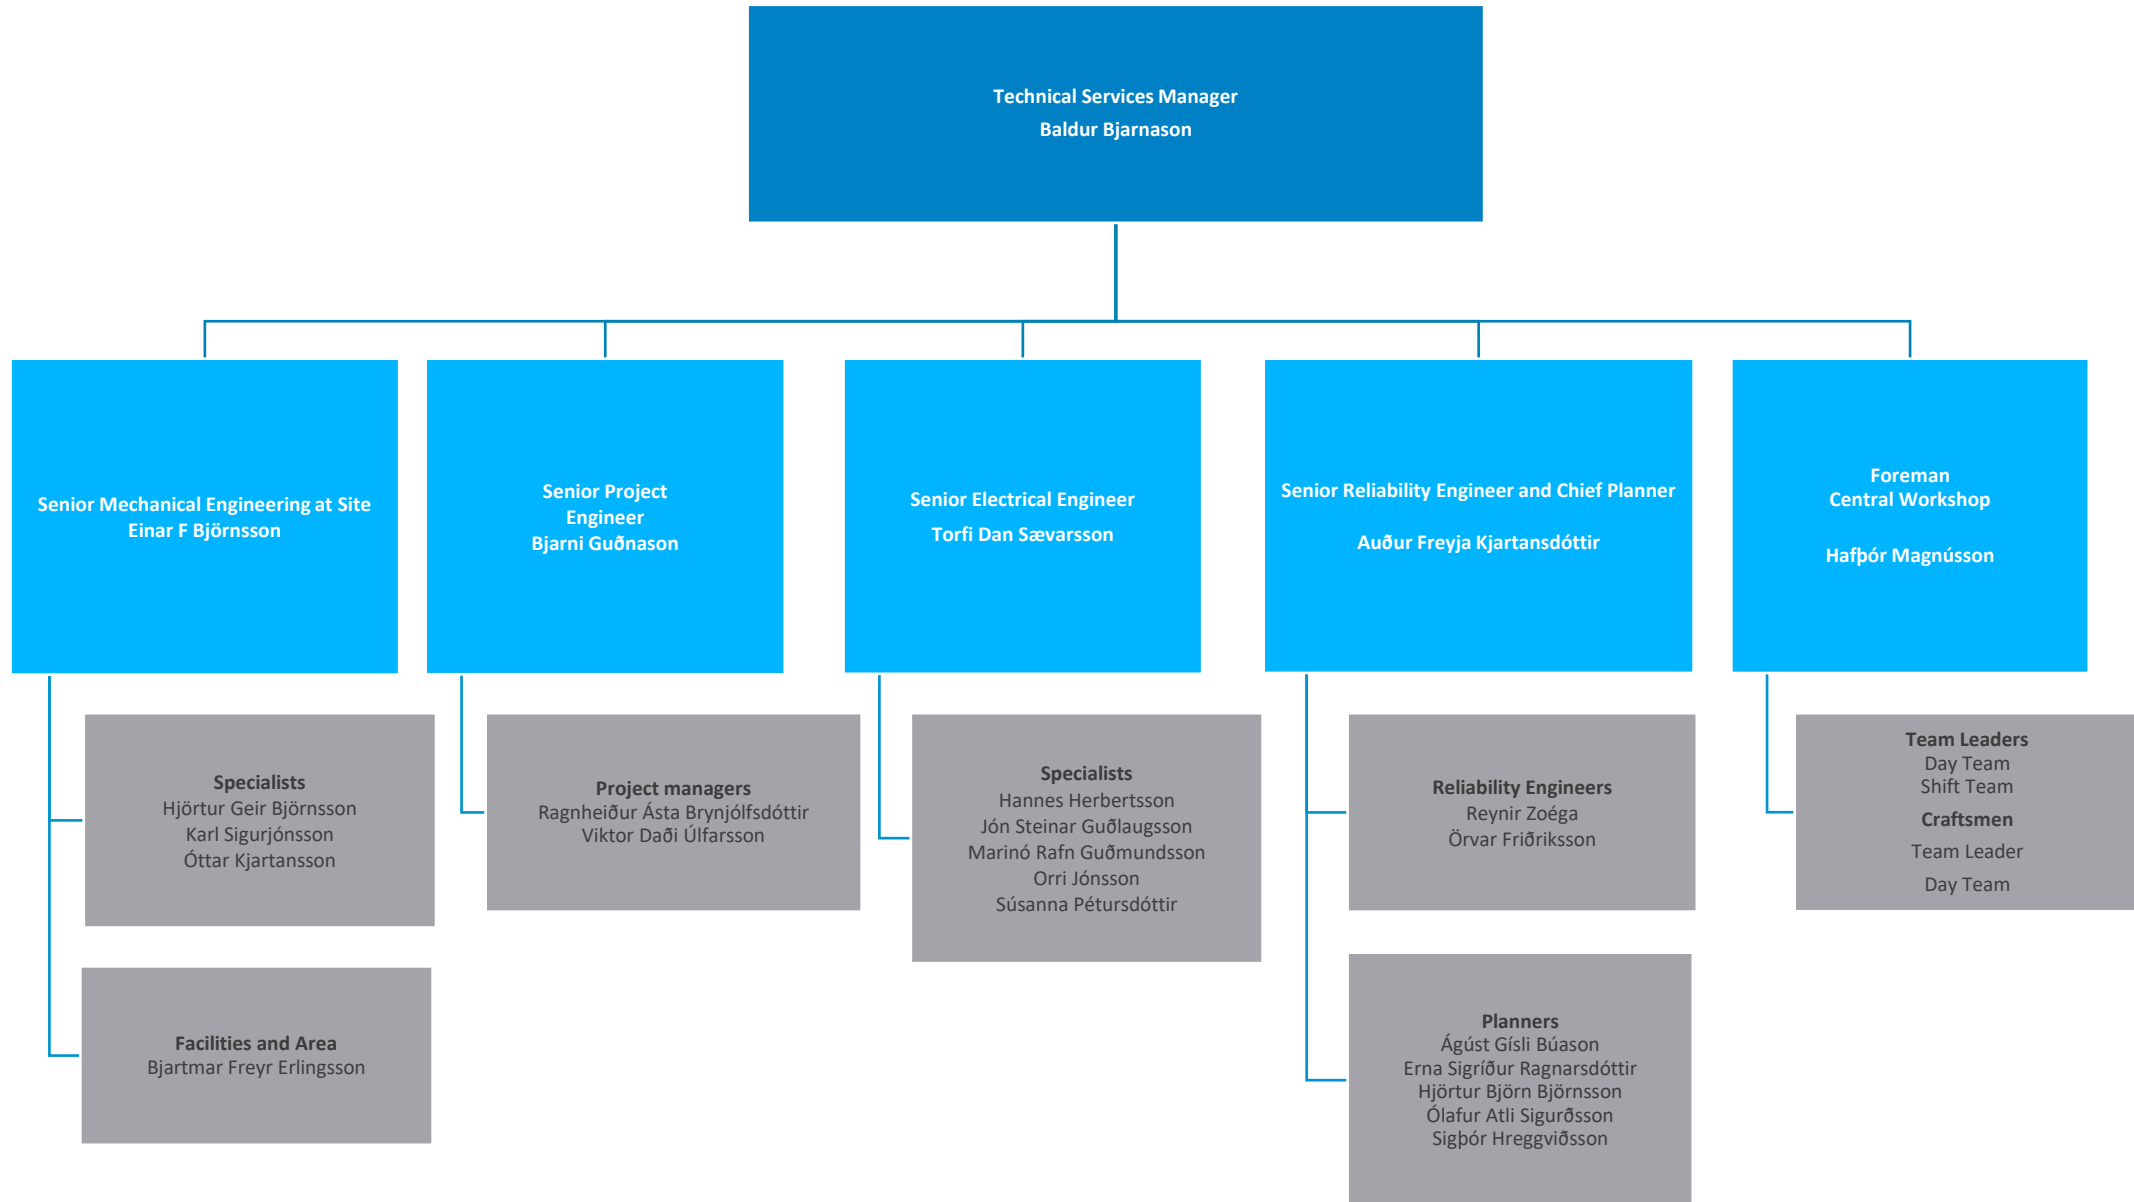 Technical Services Manager
Baldur Bjarnason
Senior Mechanical Engineering at Site
Einar F Björnsson
Senior Project
Engineer
Bjarni Guðnason
Senior Electrical Engineer
Torfi Dan Sævarsson
Senior Reliability Engineer and Chief Planner
Auður Freyja Kjartansdóttir
Foreman
Central Workshop
Hafþór Magnússon
Specialists
Hjörtur Geir Björnsson
Karl Sigurjónsson
Óttar Kjartansson
Facilities and Area
Bjartmar Freyr Erlingsson
Project managers
Ragnheiður Ásta Brynjólfsdóttir
Viktor Daði Úlfarsson
Specialists
Hannes Herbertsson
Jón Steinar Guðlaugsson
Marinó Rafn Guðmundsson
Orri Jónsson
Súsanna Pétursdóttir
Reliability Engineers
Reynir Zoéga
Örvar Friðriksson
Planners
Ágúst Gísli Búason
Erna Sigríður Ragnarsdóttir
Hjörtur Björn Björnsson
Ólafur Atli Sigurðsson
Sigþór Hreggviðsson
Team Leaders
Day Team
Shift Team
Craftsmen
Team Leader
Day Team